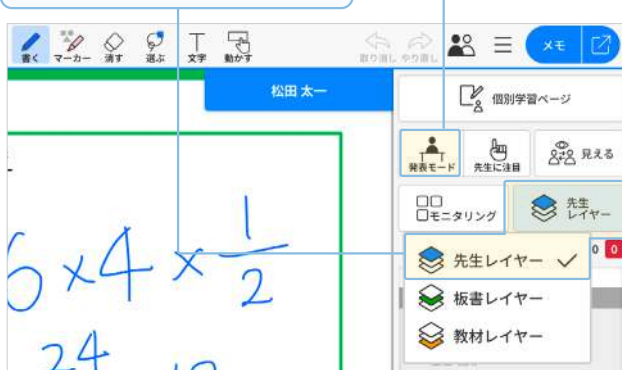 書く マーカー 消す 選ぶ 文字 動かす 取り消し やり直し メモ
松田 太一
個別学習ページ
発表モード 先生に注目 見える
モニタリング 先生レイヤー
0 0
先生レイヤー
板書レイヤー
教材レイヤー
6×4×1/2
24